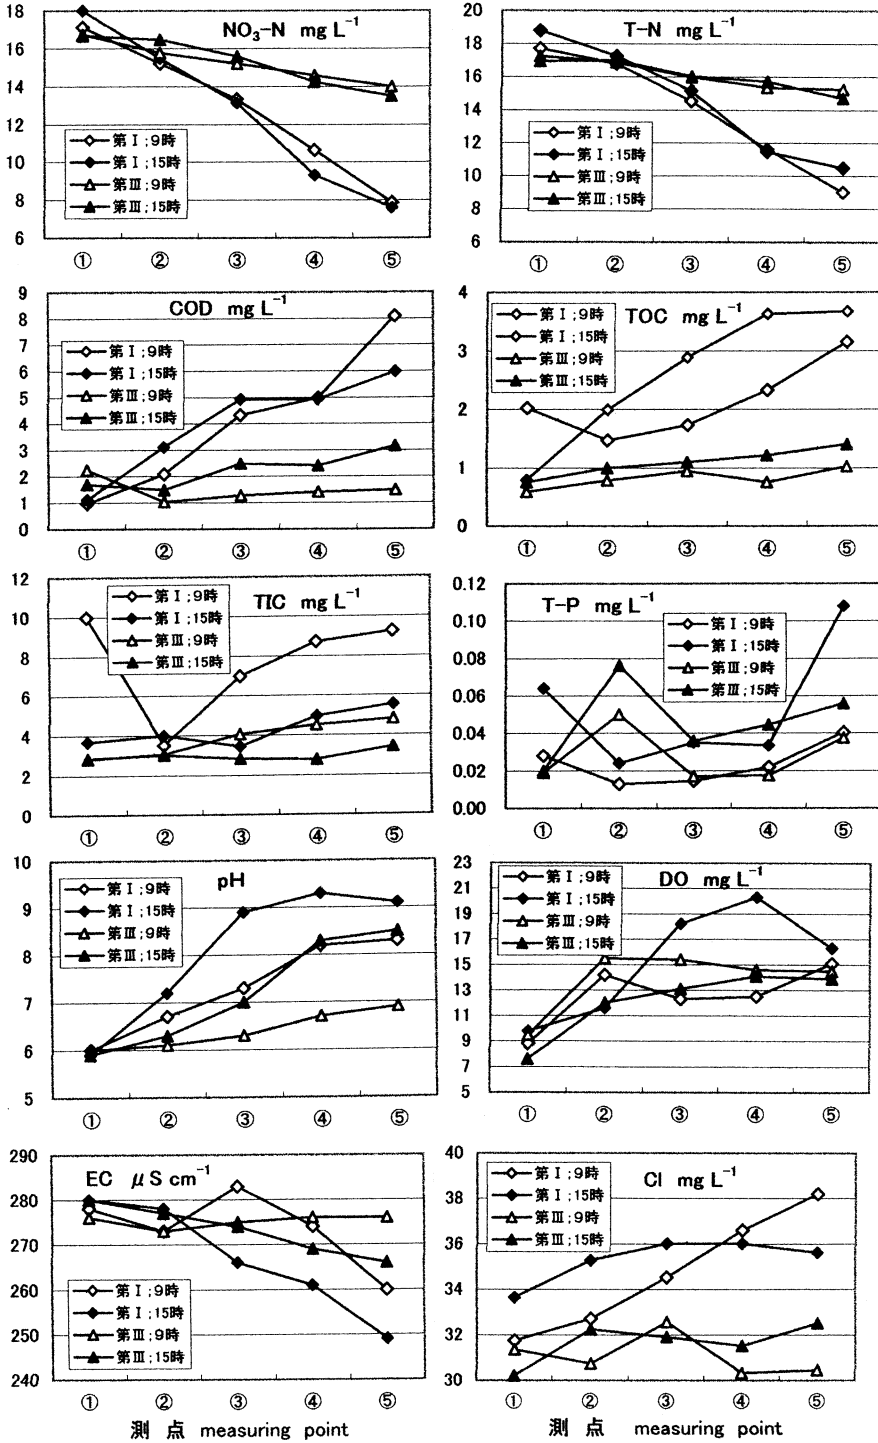 NO₃-N mg L⁻¹
18
16
14
12
10
8
6
第Ⅰ;9時
第Ⅰ;15時
第Ⅲ;9時
第Ⅲ;15時
① ② ③ ④ ⑤
T-N mg L⁻¹
20
18
16
14
12
10
8
6
第Ⅰ;9時
第Ⅰ;15時
第Ⅲ;9時
第Ⅲ;15時
① ② ③ ④ ⑤
COD mg L⁻¹
9
8
7
6
5
4
3
2
1
0
第Ⅰ;9時
第Ⅰ;15時
第Ⅲ;9時
第Ⅲ;15時
① ② ③ ④ ⑤
TOC mg L⁻¹
4
3
2
1
0
第Ⅰ;9時
第Ⅰ;15時
第Ⅲ;9時
第Ⅲ;15時
① ② ③ ④ ⑤
TIC mg L⁻¹
12
10
8
6
4
2
0
第Ⅰ;9時
第Ⅰ;15時
第Ⅲ;9時
第Ⅲ;15時
① ② ③ ④ ⑤
T-P mg L⁻¹
0.12
0.10
0.08
0.06
0.04
0.02
0.00
第Ⅰ;9時
第Ⅰ;15時
第Ⅲ;9時
第Ⅲ;15時
① ② ③ ④ ⑤
pH
10
9
8
7
6
5
第Ⅰ;9時
第Ⅰ;15時
第Ⅲ;9時
第Ⅲ;15時
① ② ③ ④ ⑤
DO mg L⁻¹
23
21
19
17
15
13
11
9
7
5
第Ⅰ;9時
第Ⅰ;15時
第Ⅲ;9時
第Ⅲ;15時
① ② ③ ④ ⑤
EC μS cm⁻¹
290
280
270
260
250
240
第Ⅰ;9時
第Ⅰ;15時
第Ⅲ;9時
第Ⅲ;15時
① ② ③ ④ ⑤
測 点 measuring point
Cl mg L⁻¹
40
38
36
34
32
30
第Ⅰ;9時
第Ⅰ;15時
第Ⅲ;9時
第Ⅲ;15時
① ② ③ ④ ⑤
測 点 measuring point